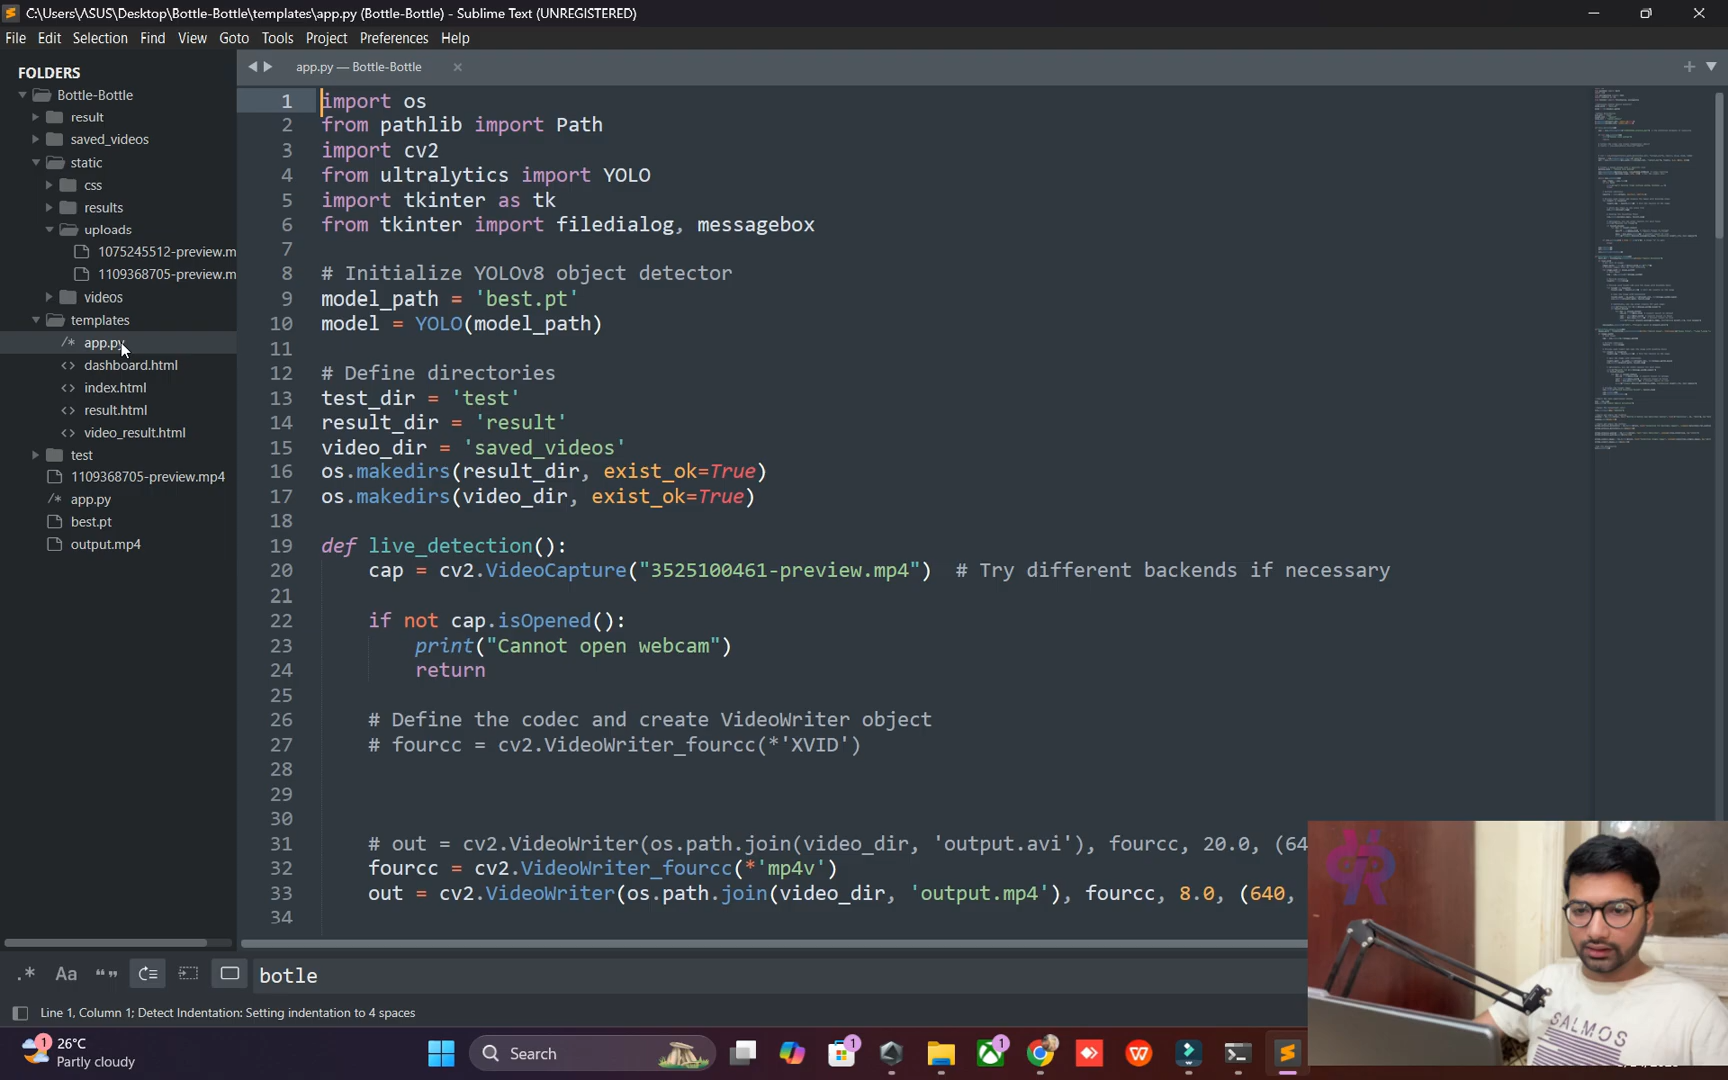 C:\Users\ASUS\Desktop\Bottle-Bottle\templates\app.py (Bottle-Bottle) - Sublime Text (UNREGISTERED)
File Edit Selection Find View Goto Tools Project Preferences Help
FOLDERS
Bottle-Bottle
result
saved_videos
static
css
results
uploads
1075245512-preview.m
1109368705-preview.m
videos
templates
app.py
dashboard.html
index.html
result.html
video_result.html
test
1109368705-preview.mp4
app.py
best.pt
output.mp4
app.py — Bottle-Bottle
1 import os
2 from pathlib import Path
3 import cv2
4 from ultralytics import YOLO
5 import tkinter as tk
6 from tkinter import filedialog, messagebox
7
8 # Initialize YOLOv8 object detector
9 model_path = 'best.pt'
10 model = YOLO(model_path)
11
12 # Define directories
13 test_dir = 'test'
14 result_dir = 'result'
15 video_dir = 'saved_videos'
16 os.makedirs(result_dir, exist_ok=True)
17 os.makedirs(video_dir, exist_ok=True)
18
19 def live_detection():
20 cap = cv2.VideoCapture("3525100461-preview.mp4") # Try different backends if necessary
21
22 if not cap.isOpened():
23 print("Cannot open webcam")
24 return
25
26 # Define the codec and create VideoWriter object
27 # fourcc = cv2.VideoWriter_fourcc(*'XVID')
28
29
30
31 # out = cv2.VideoWriter(os.path.join(video_dir, 'output.avi'), fourcc, 20.0, (64
32 fourcc = cv2.VideoWriter_fourcc(*'mp4v')
33 out = cv2.VideoWriter(os.path.join(video_dir, 'output.mp4'), fourcc, 8.0, (640,
34
.* Aa “” botle
Line 1, Column 1; Detect Indentation: Setting indentation to 4 spaces
1 26°C
Partly cloudy
Search
1
1
SALMOS